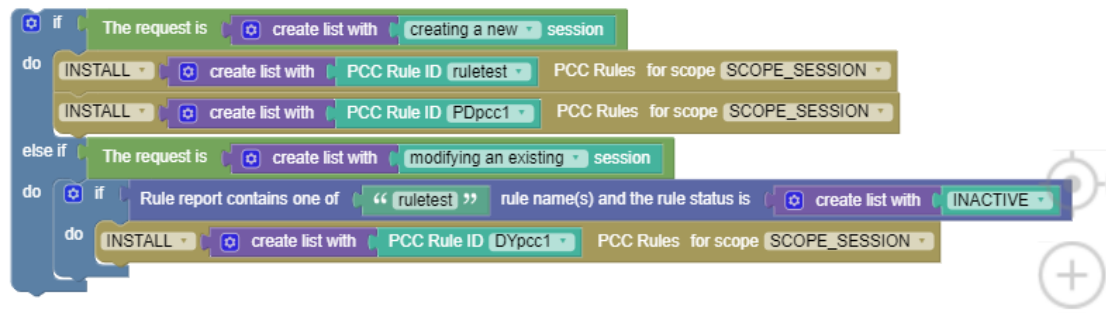 if The request is create list with creating a new session
do INSTALL create list with PCC Rule ID ruletest PCC Rules for scope SCOPE_SESSION
INSTALL create list with PCC Rule ID PDpcc1 PCC Rules for scope SCOPE_SESSION
else if The request is create list with modifying an existing session
do if Rule report contains one of “ ruletest ” rule name(s) and the rule status is create list with INACTIVE
do INSTALL create list with PCC Rule ID DYpcc1 PCC Rules for scope SCOPE_SESSION